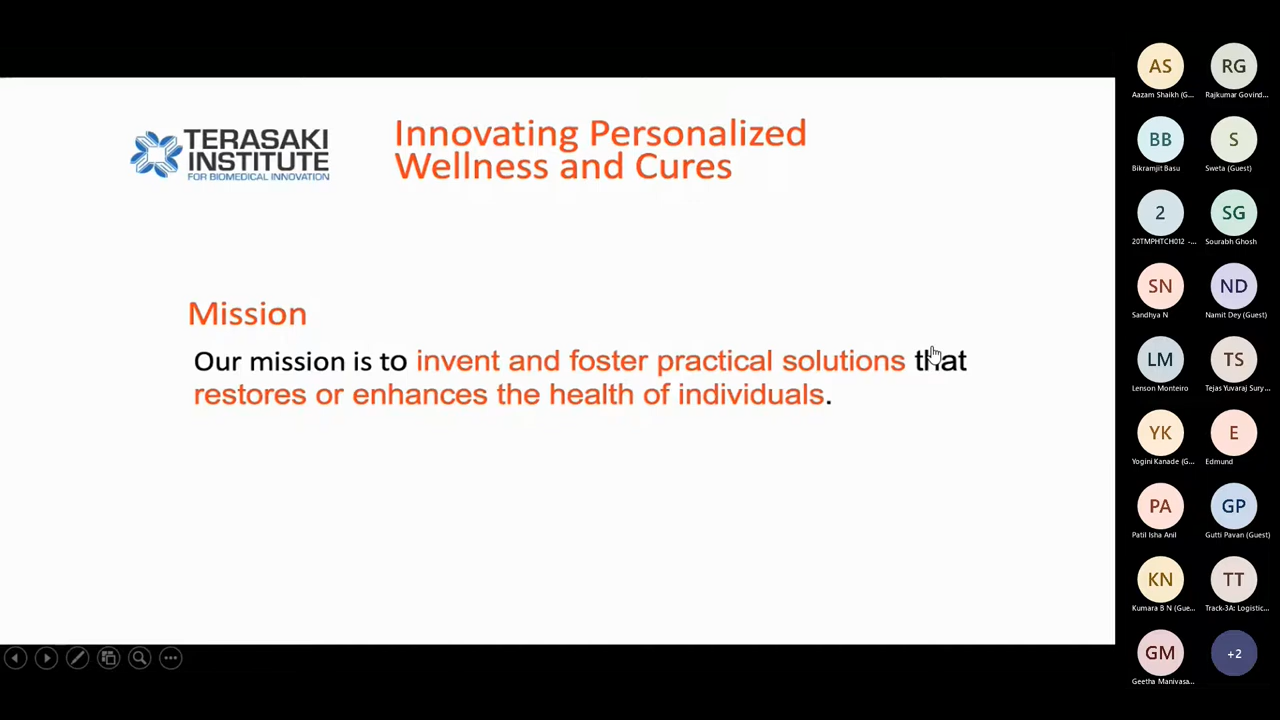 TERASAKI
INSTITUTE
FOR BIOMEDICAL INNOVATION
Innovating Personalized
Wellness and Cures
Mission
Our mission is to invent and foster practical solutions that
restores or enhances the health of individuals.
AS
Aazam Shaikh (G...
RG
Rajkumar Govind...
BB
Bikramjit Basu
S
Sweta (Guest)
2
20TMPHTCH012 -...
SG
Sourabh Ghosh
SN
Sandhya N
ND
Namit Dey (Guest)
LM
Lenson Monteiro
TS
Tejas Yuvaraj Sury...
YK
Yogini Kanade (G...
E
Edmund
PA
Patil Isha Anil
GP
Gutti Pavan (Guest)
KN
Kumara B N (Gue...
TT
Track-3A: Logistic...
GM
Geetha Manivasa...
+2